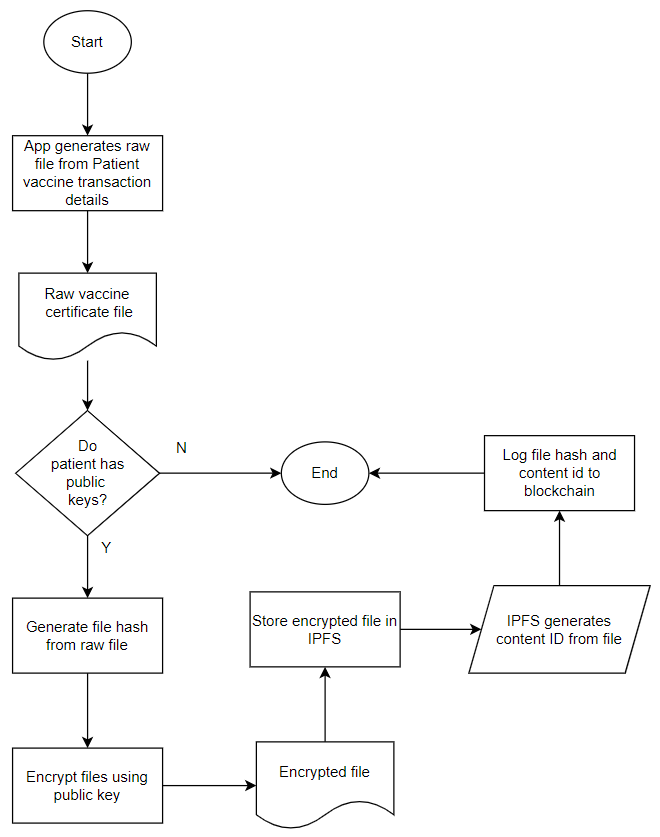 Start
App generates raw
file from Patient
vaccine transaction
details
Raw vaccine
certificate file
Do
patient has
public
keys?
N
End
Log file hash and
content id to
blockchain
Y
Generate file hash
from raw file
Store encrypted file in
IPFS
IPFS generates
content ID from file
Encrypt files using
public key
Encrypted file